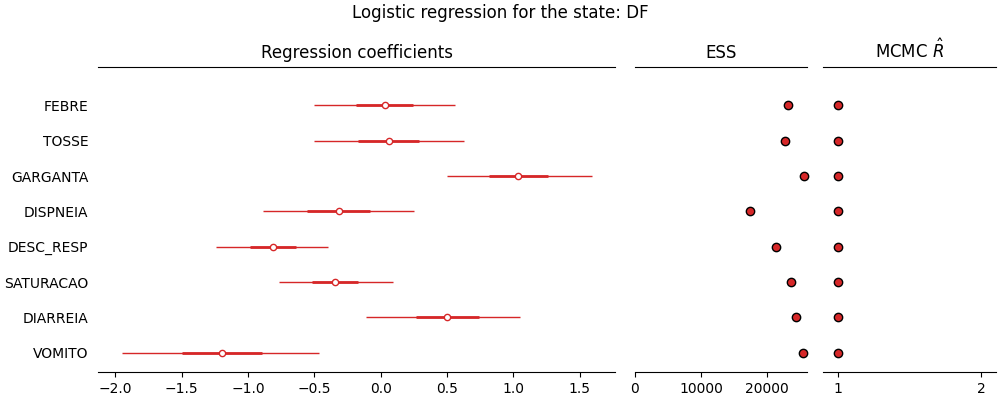 Logistic regression for the state: DF
Regression coefficients ESS MCMC R̂
FEBRE
TOSSE
GARGANTA
DISPNEIA
DESC_RESP
SATURACAO
DIARREIA
VOMITO
−2.0 −1.5 −1.0 −0.5 0.0 0.5 1.0 1.5 0 10000 20000 1 2